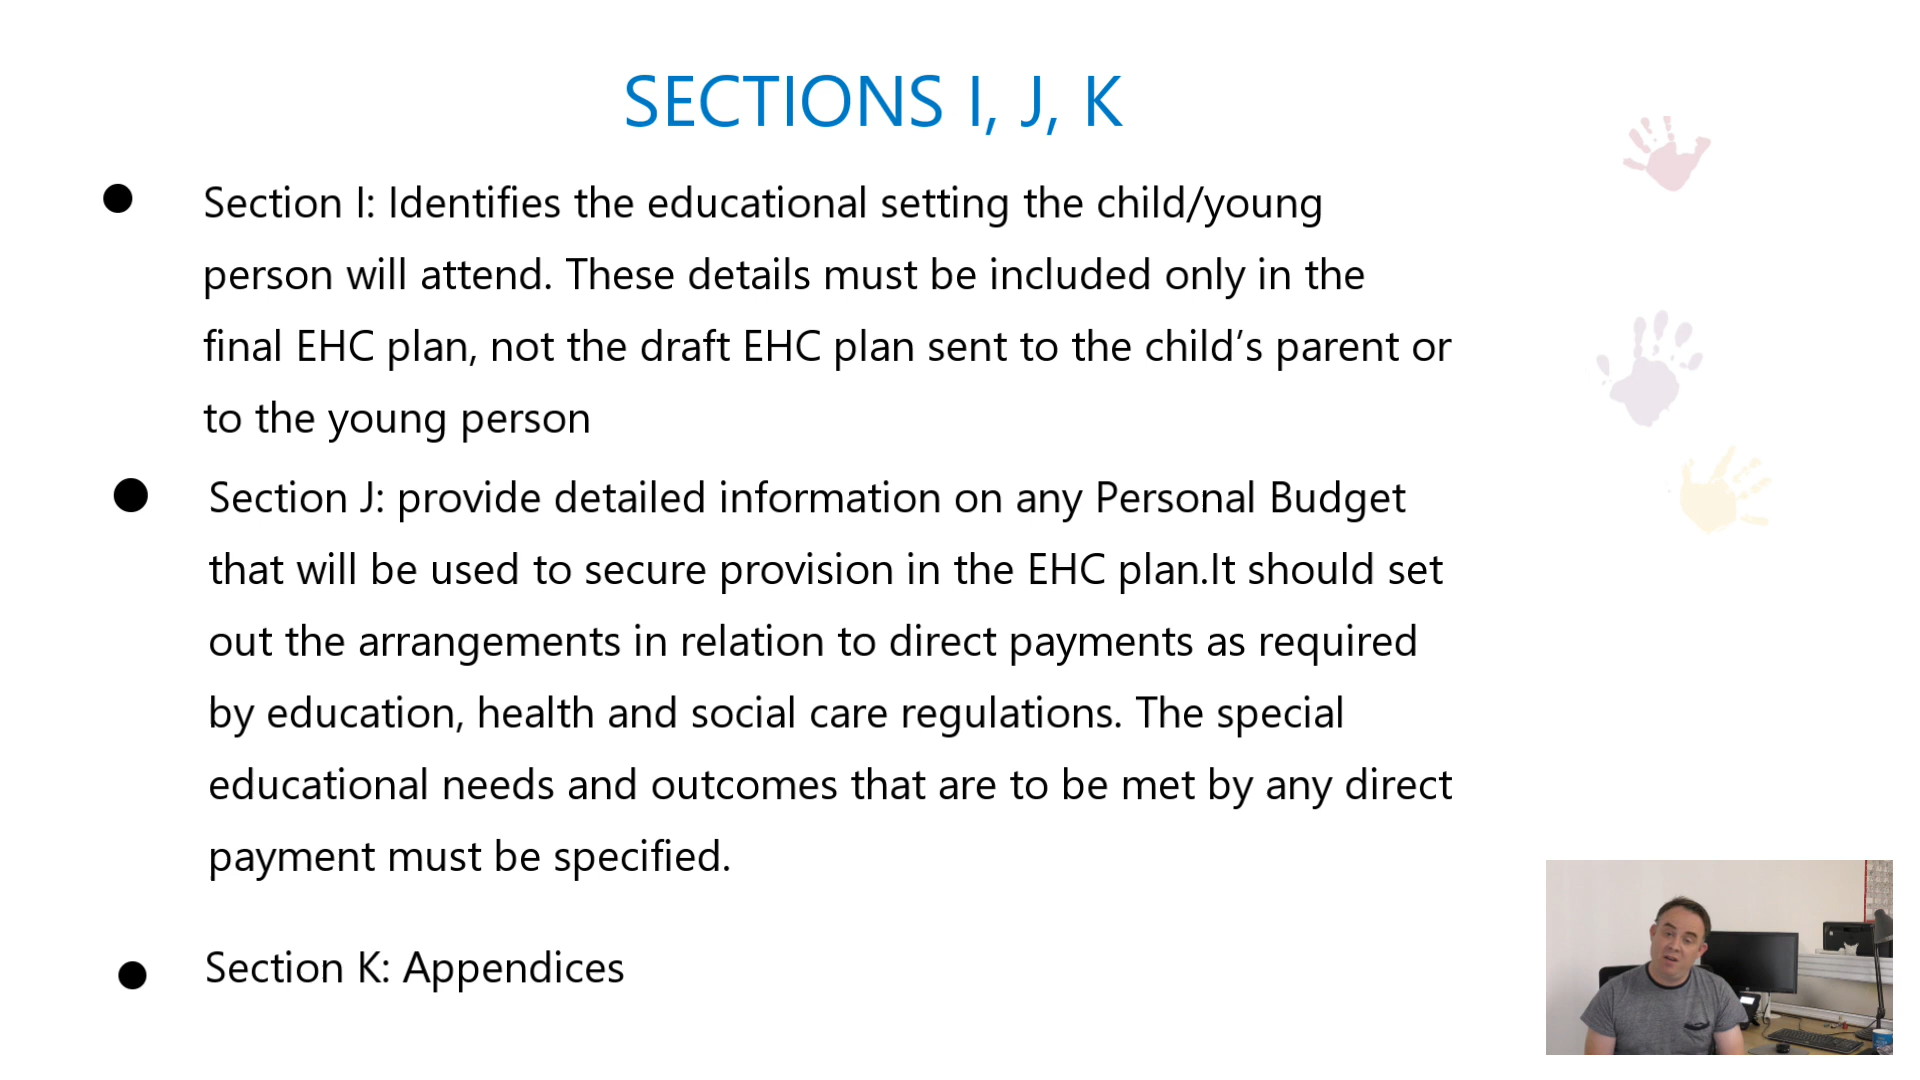 SECTIONS I, J, K
Section I: Identifies the educational setting the child/young
person will attend. These details must be included only in the
final EHC plan, not the draft EHC plan sent to the child’s parent or
to the young person
Section J: provide detailed information on any Personal Budget
that will be used to secure provision in the EHC plan.It should set
out the arrangements in relation to direct payments as required
by education, health and social care regulations. The special
educational needs and outcomes that are to be met by any direct
payment must be specified.
Section K: Appendices